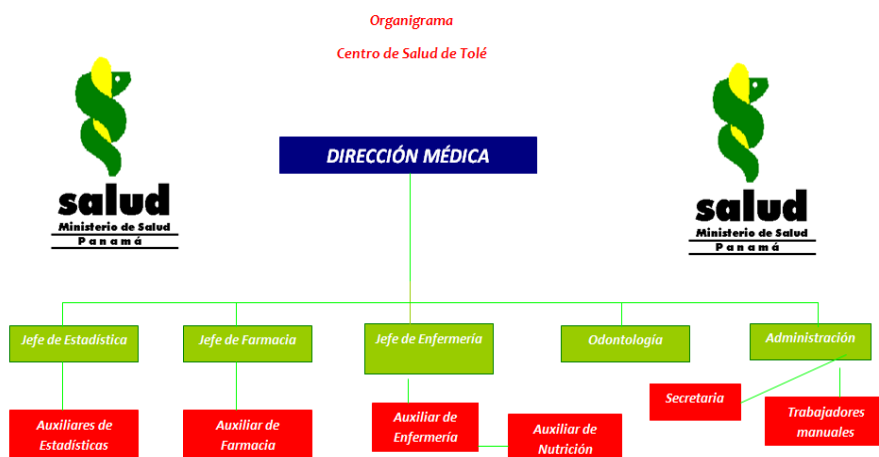 Organigrama
Centro de Salud de Tolé
salud
Ministerio de Salud
Panamá
DIRECCIÓN MÉDICA
salud
Ministerio de Salud
Panamá
Jefe de Estadística
Jefe de Farmacia
Jefe de Enfermería
Odontología
Administración
Auxiliares de
Estadísticas
Auxiliar de
Farmacia
Auxiliar de
Enfermería
Auxiliar de
Nutrición
Secretaria
Trabajadores
manuales